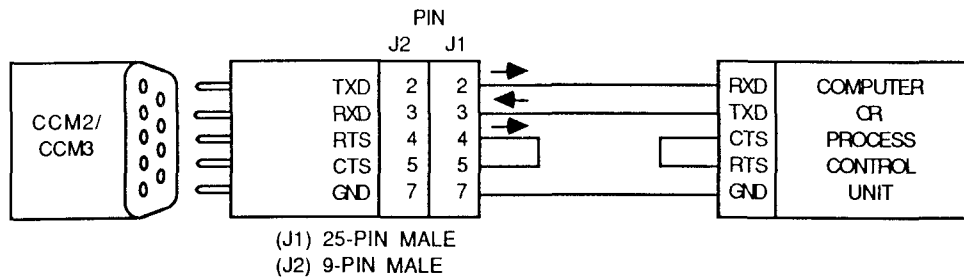 PIN
J2 J1
CCM2/
CCM3
TXD 2 2
RXD 3 3
RTS 4 4
CTS 5 5
GND 7 7
RXD COMPUTER
TXD OR
CTS PROCESS
RTS CONTROL
GND UNIT
(J1) 25-PIN MALE
(J2) 9-PIN MALE